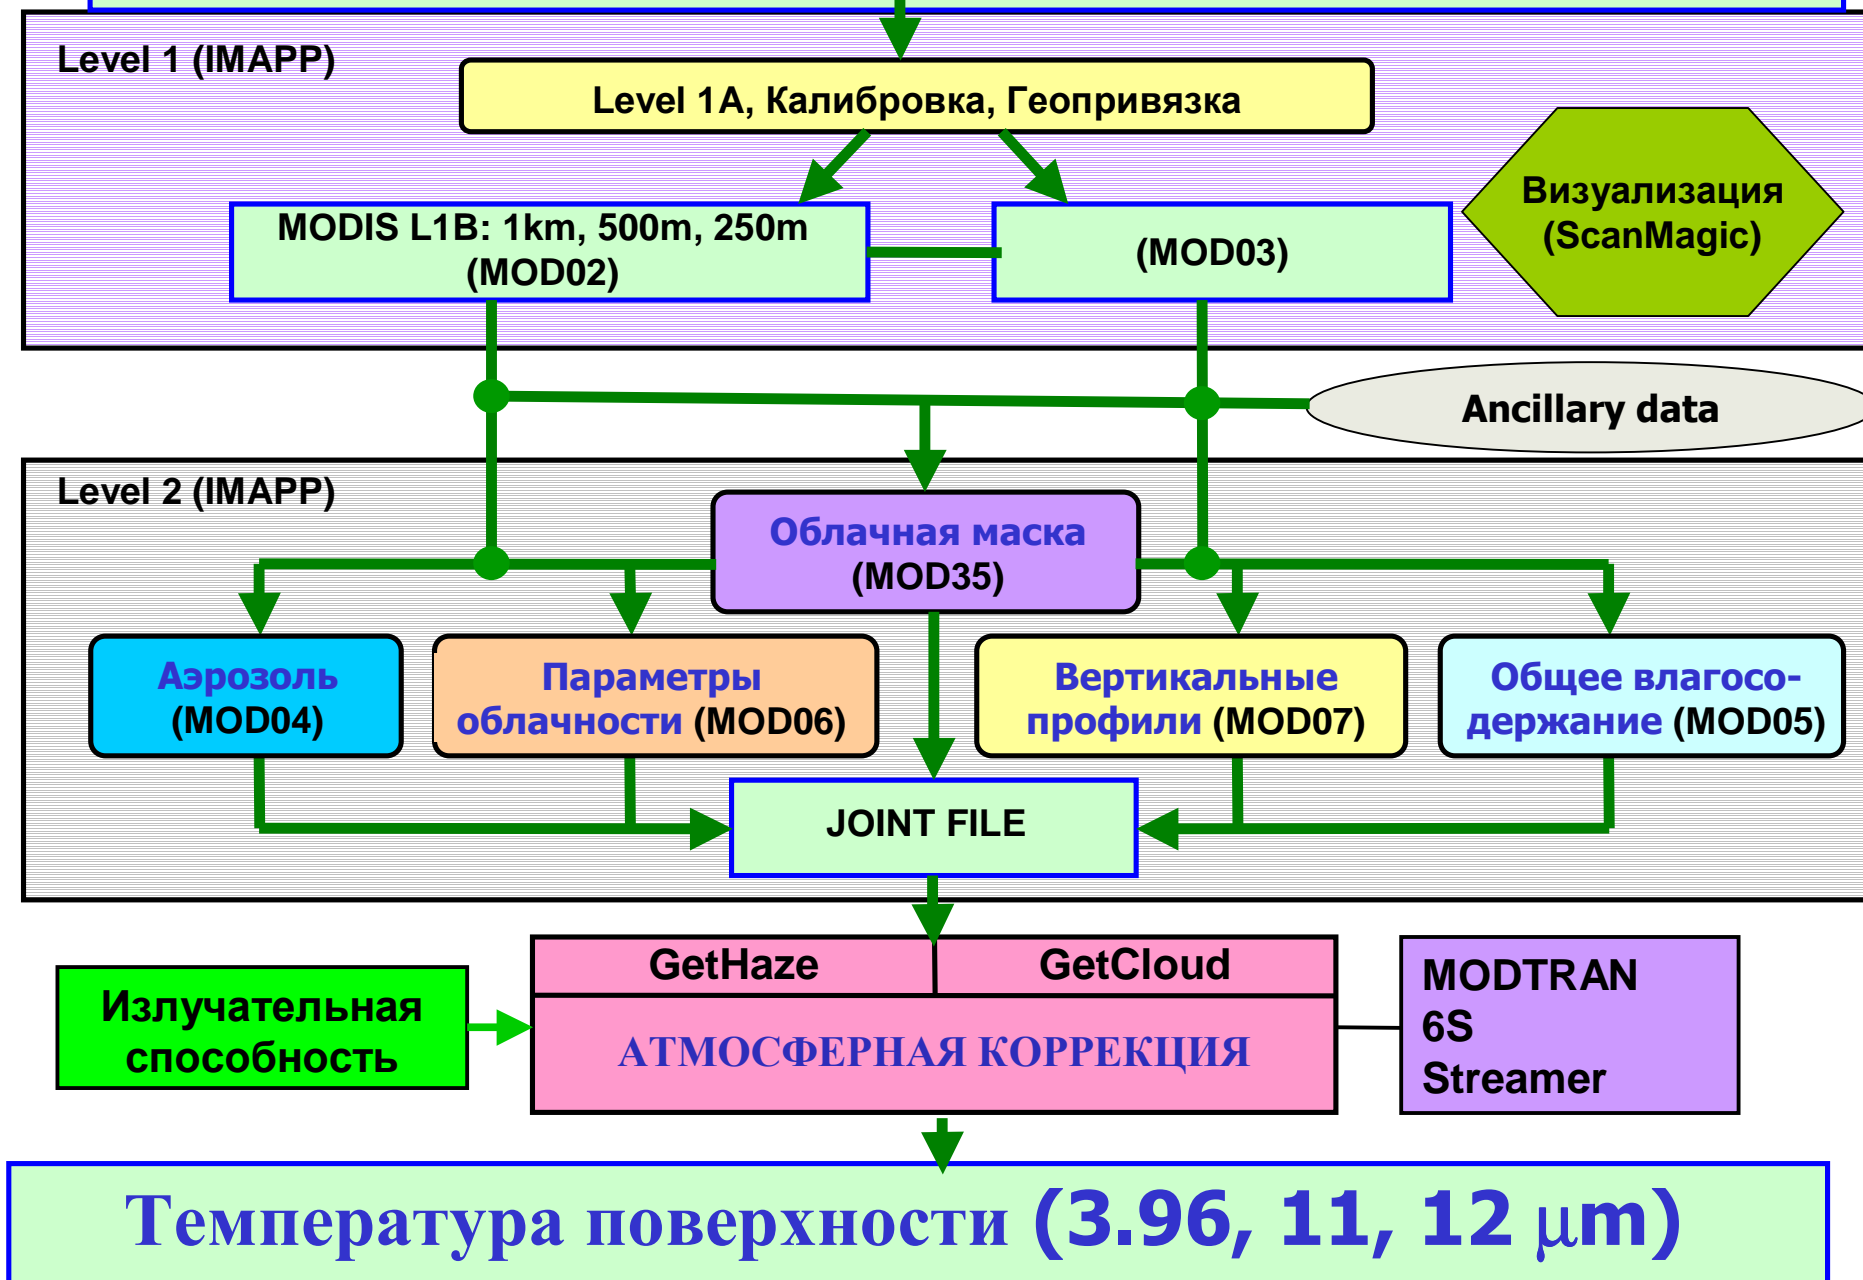 Level 1 (IMAPP)
Level 1A, Калибровка, Геопривязка
Визуализация
(ScanMagic)
MODIS L1B: 1km, 500m, 250m
(MOD02)
(MOD03)
Ancillary data
Level 2 (IMAPP)
Облачная маска
(MOD35)
Аэрозоль
(MOD04)
Параметры
облачности (MOD06)
Вертикальные
профили (MOD07)
Общее влагосо-
держание (MOD05)
JOINT FILE
GetHaze
GetCloud
Излучательная
способность
АТМОСФЕРНАЯ КОРРЕКЦИЯ
MODTRAN
6S
Streamer
Температура поверхности (3.96, 11, 12 μm)